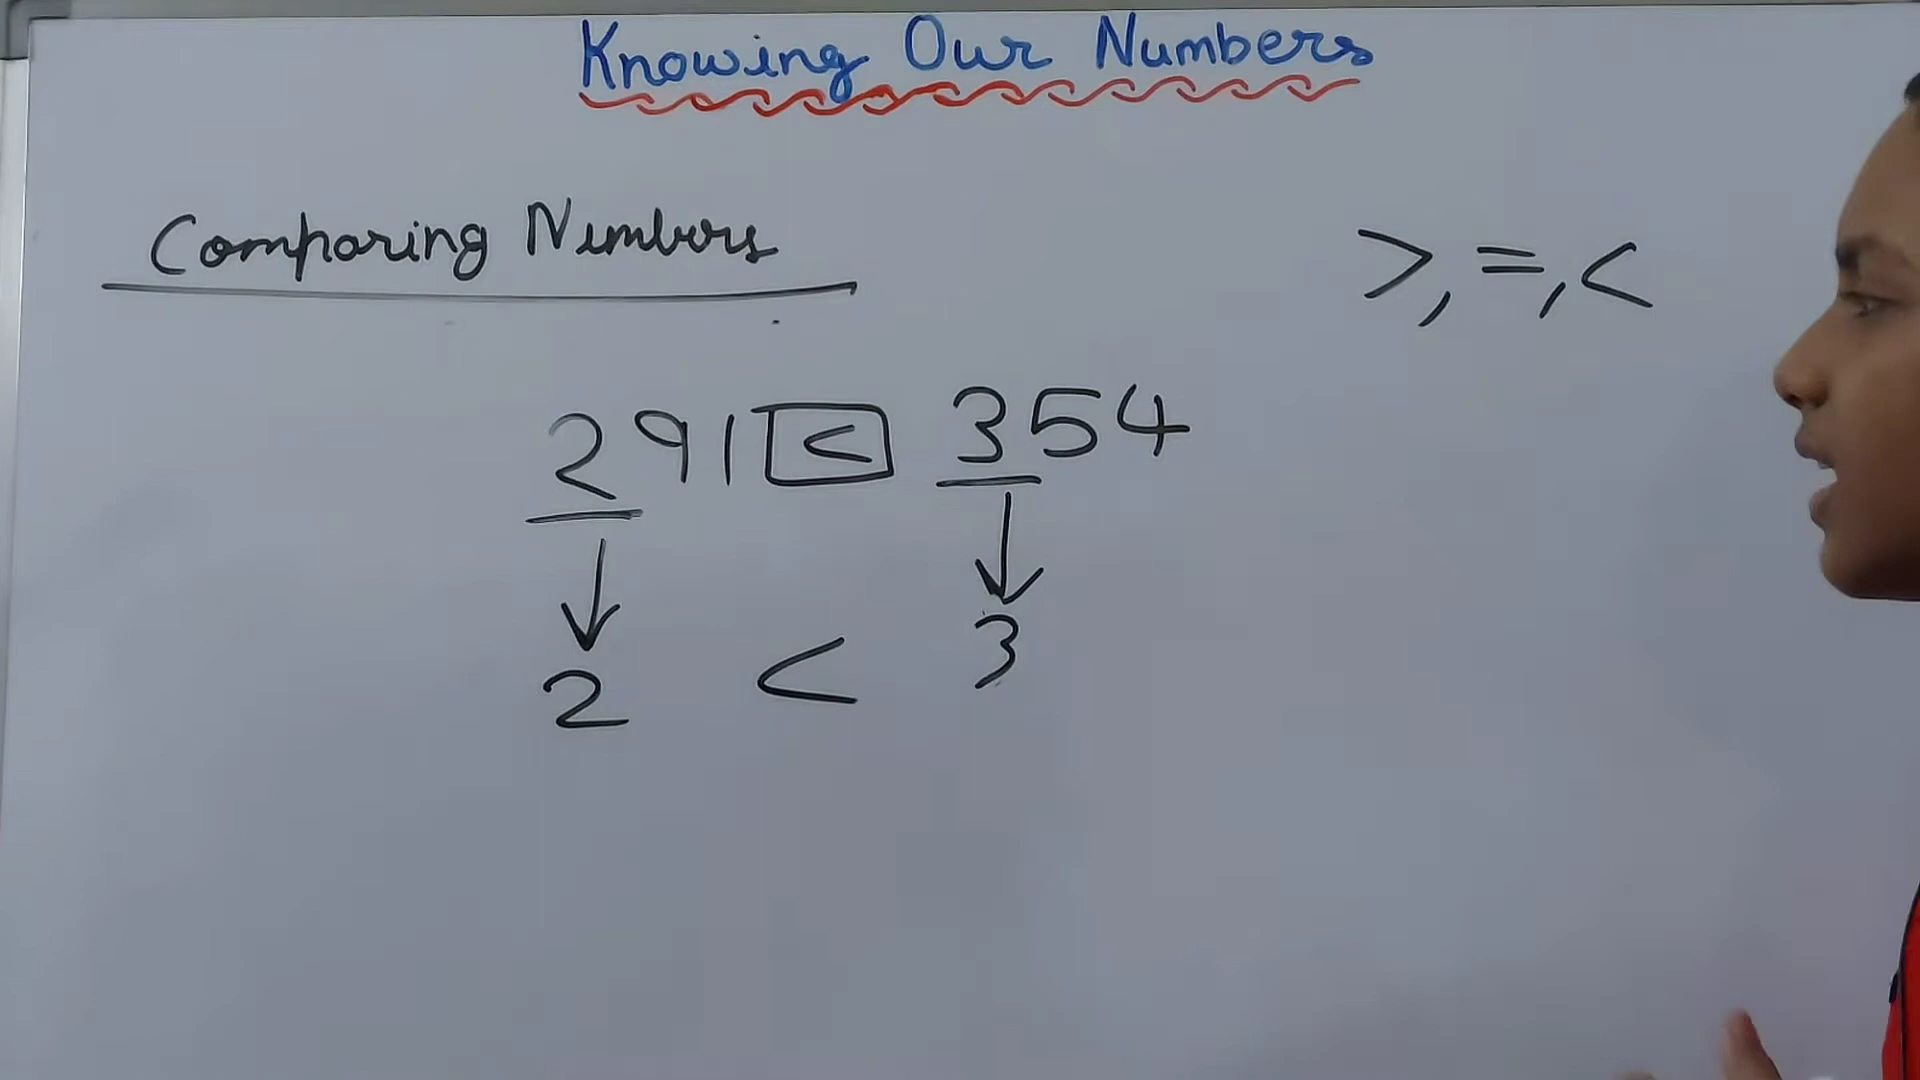 Knowing Our Numbers
Comparing Numbers
>, =, <
291 < 354
2 < 3